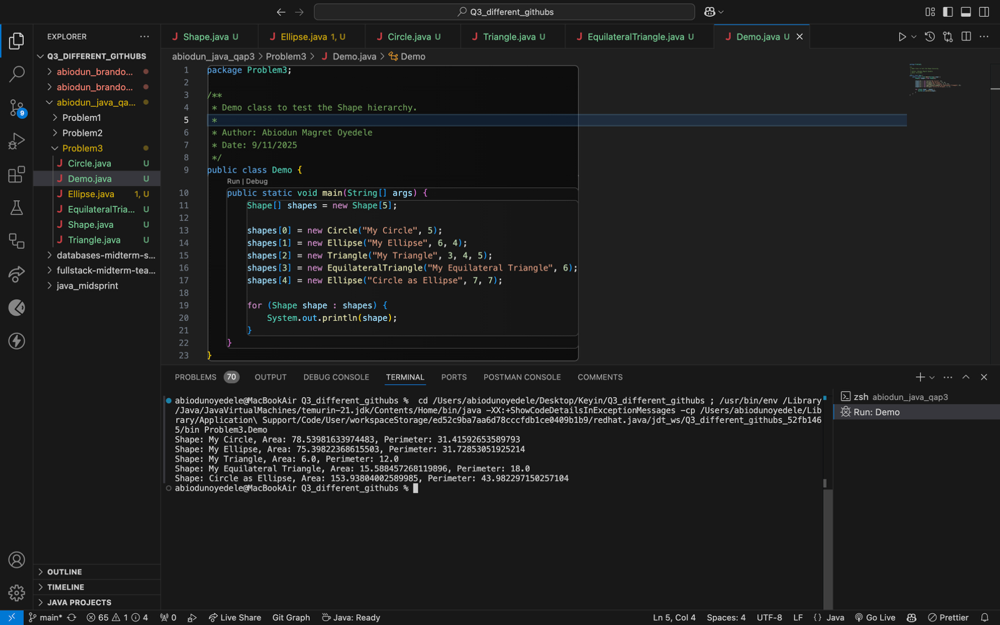 Q3_different_githubs
EXPLORER
Shape.java U
Ellipse.java 1, U
Circle.java U
Triangle.java U
EquilateralTriangle.java U
Demo.java U
Q3_DIFFERENT_GITHUBS
abiodun_brando...
abiodun_brando...
abiodun_java_qa...
Problem1
Problem2
Problem3
Circle.java U
Demo.java U
Ellipse.java 1, U
EquilateralTria... U
Shape.java U
Triangle.java U
databases-midterm-s...
fullstack-midterm-tea...
java_midsprint
9
OUTLINE
TIMELINE
JAVA PROJECTS
abiodun_java_qap3 > Problem3 > Demo.java > Demo
1 package Problem3;
2
3 /**
4  * Demo class to test the Shape hierarchy.
5  *
6  * Author: Abiodun Magret Oyedele
7  * Date: 9/11/2025
8  */
9 public class Demo {
Run | Debug
10     public static void main(String[] args) {
11         Shape[] shapes = new Shape[5];
12
13         shapes[0] = new Circle("My Circle", 5);
14         shapes[1] = new Ellipse("My Ellipse", 6, 4);
15         shapes[2] = new Triangle("My Triangle", 3, 4, 5);
16         shapes[3] = new EquilateralTriangle("My Equilateral Triangle", 6);
17         shapes[4] = new Ellipse("Circle as Ellipse", 7, 7);
18
19         for (Shape shape : shapes) {
20             System.out.println(shape);
21         }
22     }
23 }
PROBLEMS 70 OUTPUT DEBUG CONSOLE TERMINAL PORTS POSTMAN CONSOLE COMMENTS
abiodunoyedele@MacBookAir Q3_different_githubs %  cd /Users/abiodunoyedele/Desktop/Keyin/Q3_different_githubs ; /usr/bin/env /Library
/Java/JavaVirtualMachines/temurin-21.jdk/Contents/Home/bin/java -XX:+ShowCodeDetailsInExceptionMessages -cp /Users/abiodunoyedele/Lib
rary/Application\ Support/Code/User/workspaceStorage/ed52c9ba7aa6d78cccfdb1ce0409b1b9/redhat.java/jdt_ws/Q3_different_githubs_52fb146
5/bin Problem3.Demo
Shape: My Circle, Area: 78.53981633974483, Perimeter: 31.41592653589793
Shape: My Ellipse, Area: 75.39822368615503, Perimeter: 31.72853051925214
Shape: My Triangle, Area: 6.0, Perimeter: 12.0
Shape: My Equilateral Triangle, Area: 15.588457268119896, Perimeter: 18.0
Shape: Circle as Ellipse, Area: 153.93804002589985, Perimeter: 43.982297150257104
abiodunoyedele@MacBookAir Q3_different_githubs %
zsh abiodun_java_qap3
Run: Demo
main* 65 1 4 0 Live Share Git Graph Java: Ready Ln 5, Col 4 Spaces: 4 UTF-8 LF {} Java Go Live Prettier